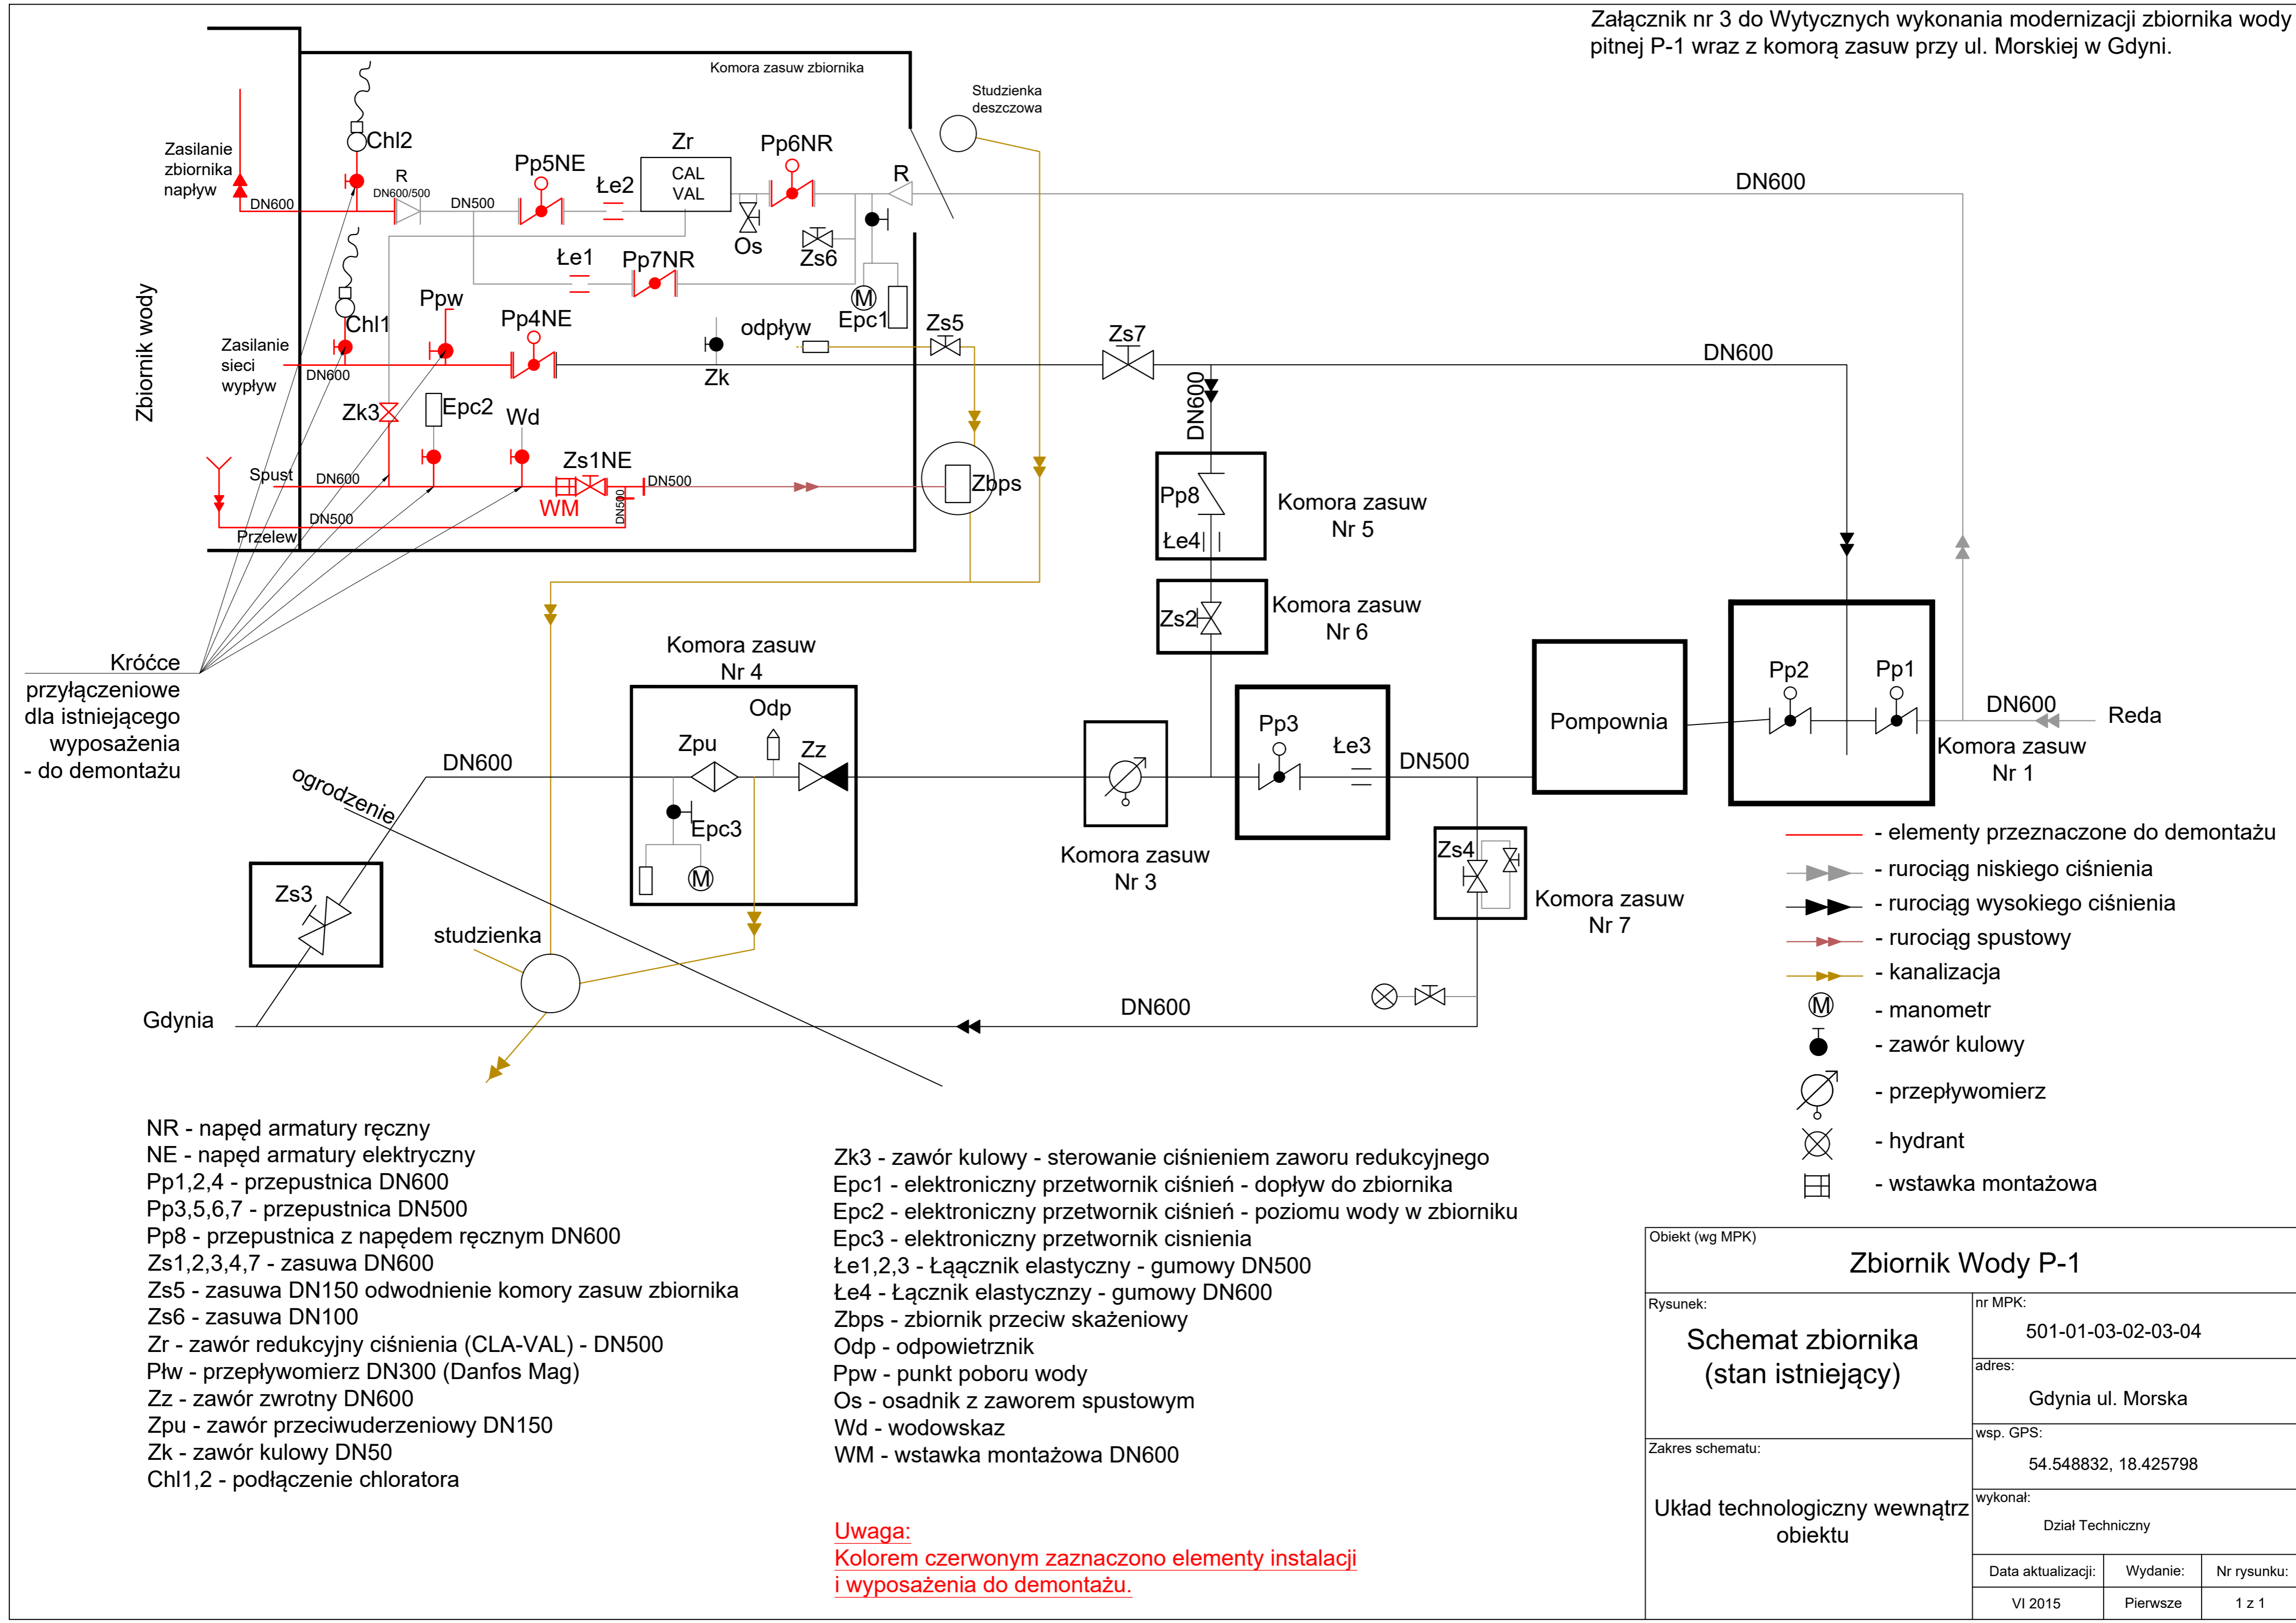 Załącznik nr 3 do Wytycznych wykonania modernizacji zbiornika wody
pitnej P-1 wraz z komorą zasuw przy ul. Morskiej w Gdyni.
Komora zasuw zbiornika
Studzienka
deszczowa
Zasilanie
zbiornika
napływ
DN600
Chl2
R
DN600/500
DN500
Pp5NE
Łe2
Zr
CAL
VAL
Os
Pp6NR
Zs6
R
DN600
Łe1
Pp7NR
M
Epc1
Zbiornik wody
Chl1
Ppw
Pp4NE
odpływ
Zs5
Zs7
DN600
Zasilanie
sieci
wypływ
DN600
Zk
DN600
Zk3
Epc2
Wd
Zs1NE
Spust
DN600
WM
DN500
DN500
Zbps
DN500
Przelew
Pp8
Łe4
Komora zasuw
Nr 5
Zs2
Komora zasuw
Nr 6
Króćce
przyłączeniowe
dla istniejącego
wyposażenia
- do demontażu
Komora zasuw
Nr 4
Odp
Zpu
Zz
DN600
Epc3
M
ogrodzenie
Pp3
Łe3
DN500
Pompownia
Pp2
Pp1
DN600
Reda
Komora zasuw
Nr 1
Komora zasuw
Nr 3
Zs4
Komora zasuw
Nr 7
Zs3
studzienka
Gdynia
DN600
- elementy przeznaczone do demontażu
- rurociąg niskiego ciśnienia
- rurociąg wysokiego ciśnienia
- rurociąg spustowy
- kanalizacja
M - manometr
- zawór kulowy
- przepływomierz
- hydrant
- wstawka montażowa
NR - napęd armatury ręczny
NE - napęd armatury elektryczny
Pp1,2,4 - przepustnica DN600
Pp3,5,6,7 - przepustnica DN500
Pp8 - przepustnica z napędem ręcznym DN600
Zs1,2,3,4,7 - zasuwa DN600
Zs5 - zasuwa DN150 odwodnienie komory zasuw zbiornika
Zs6 - zasuwa DN100
Zr - zawór redukcyjny ciśnienia (CLA-VAL) - DN500
Płw - przepływomierz DN300 (Danfos Mag)
Zz - zawór zwrotny DN600
Zpu - zawór przeciwuderzeniowy DN150
Zk - zawór kulowy DN50
Chl1,2 - podłączenie chloratora
Zk3 - zawór kulowy - sterowanie ciśnieniem zaworu redukcyjnego
Epc1 - elektroniczny przetwornik ciśnień - dopływ do zbiornika
Epc2 - elektroniczny przetwornik ciśnień - poziomu wody w zbiorniku
Epc3 - elektroniczny przetwornik cisnienia
Łe1,2,3 - Łąącznik elastyczny - gumowy DN500
Łe4 - Łącznik elastycznzy - gumowy DN600
Zbps - zbiornik przeciw skażeniowy
Odp - odpowietrznik
Ppw - punkt poboru wody
Os - osadnik z zaworem spustowym
Wd - wodowskaz
WM - wstawka montażowa DN600
Uwaga:
Kolorem czerwonym zaznaczono elementy instalacji
i wyposażenia do demontażu.
Obiekt (wg MPK)
Zbiornik Wody P-1
Rysunek:
Schemat zbiornika
(stan istniejący)
nr MPK:
501-01-03-02-03-04
adres:
Gdynia ul. Morska
wsp. GPS:
54.548832, 18.425798
Zakres schematu:
Układ technologiczny wewnątrz
obiektu
wykonał:
Dział Techniczny
Data aktualizacji:
Wydanie:
Nr rysunku:
VI 2015
Pierwsze
1 z 1